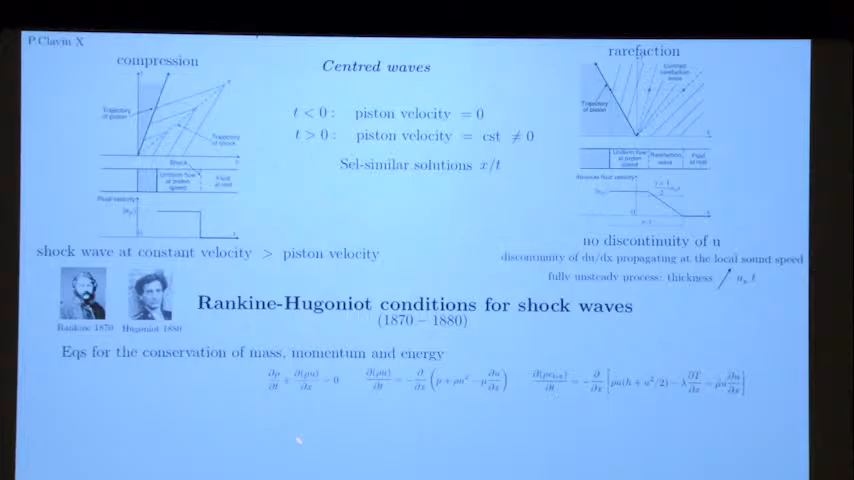 P.Clavin X
compression
Centred waves
rarefaction
Trajectory of piston
Trajectory of shock
Shock
Uniform flow at piston speed
Fluid at rest
Fluid velocity
t < 0 : piston velocity = 0
t > 0 : piston velocity = cst ≠ 0
Sel-similar solutions x/t
Centred rarefaction wave
Trajectory of piston
Uniform flow at piston speed
Rarefaction wave
Fluid at rest
shock wave at constant velocity > piston velocity
no discontinuity of u
discontinuity of du/dx propagating at the local sound speed
fully unsteady process: thickness
Rankine 1870 Hugoniot 1880
Rankine-Hugoniot conditions for shock waves
(1870 – 1880)
Eqs for the conservation of mass, momentum and energy